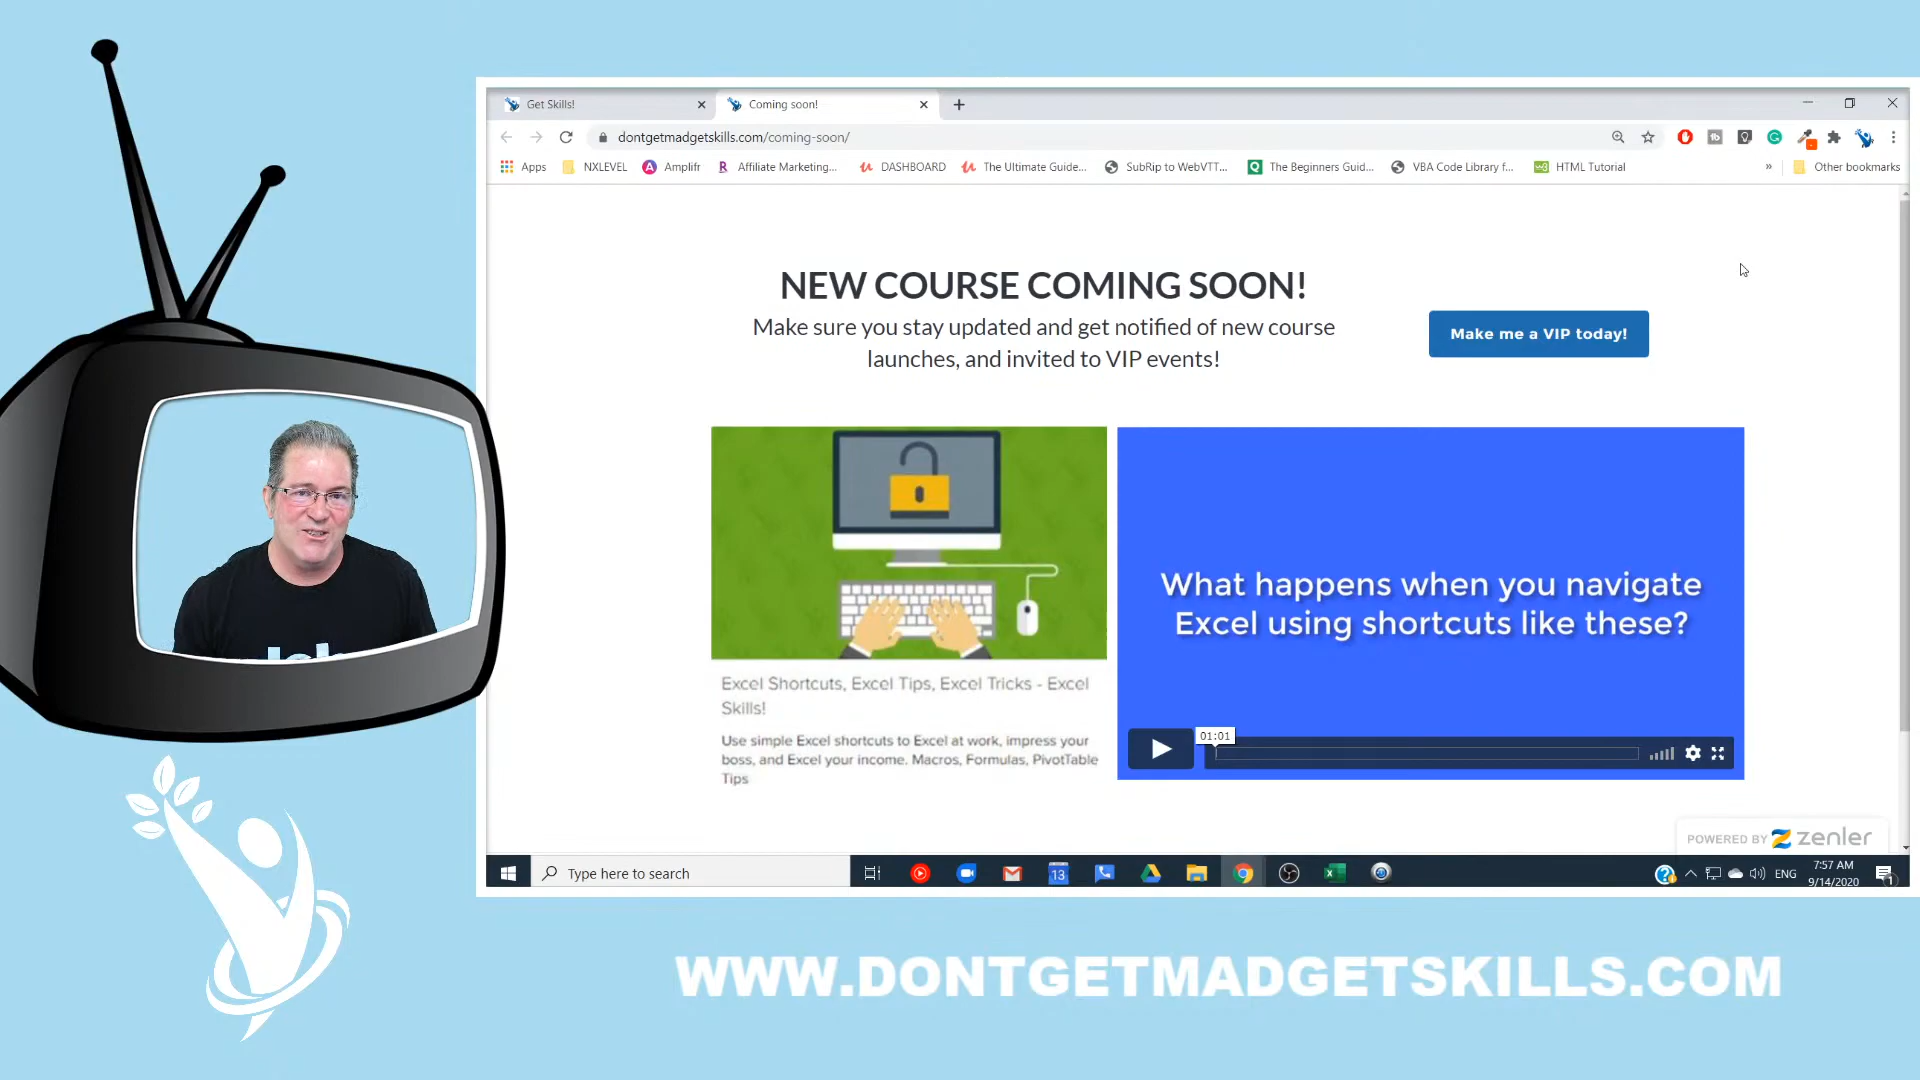 Get Skills!
Coming soon!
dontgetmadgetskills.com/coming-soon/
Apps NXLEVEL Amplifr Affiliate Marketing... DASHBOARD The Ultimate Guide... SubRip to WebVTT... The Beginners Guid... VBA Code Library f... HTML Tutorial » Other bookmarks
NEW COURSE COMING SOON!
Make sure you stay updated and get notified of new course
launches, and invited to VIP events!
Make me a VIP today!
Excel Shortcuts, Excel Tips, Excel Tricks - Excel
Skills!
Use simple Excel shortcuts to Excel at work, impress your
boss, and Excel your income. Macros, Formulas, PivotTable
Tips
What happens when you navigate
Excel using shortcuts like these?
01:01
POWERED BY zenler
Type here to search
13
ENG
7:57 AM
9/14/2020
1
WWW.DONTGETMADGETSKILLS.COM